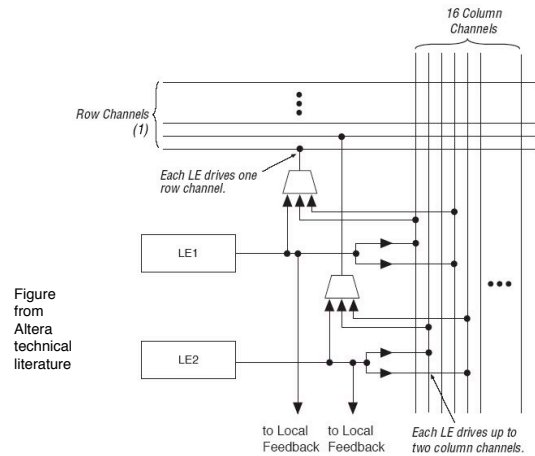 16 Column
Channels
Row Channels
(1)
Each LE drives one
row channel.
LE1
Figure
from
Altera
technical
literature
LE2
to Local
Feedback
to Local
Feedback
Each LE drives up to
two column channels.